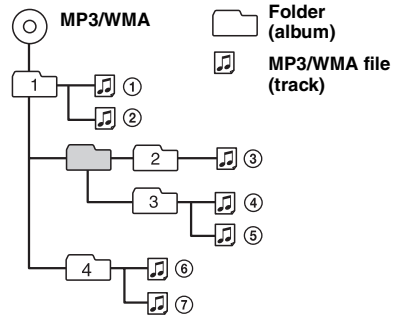 MP3/WMA
Folder
(album)
MP3/WMA file
(track)
1
①
②
2
③
3
④
⑤
4
⑥
⑦